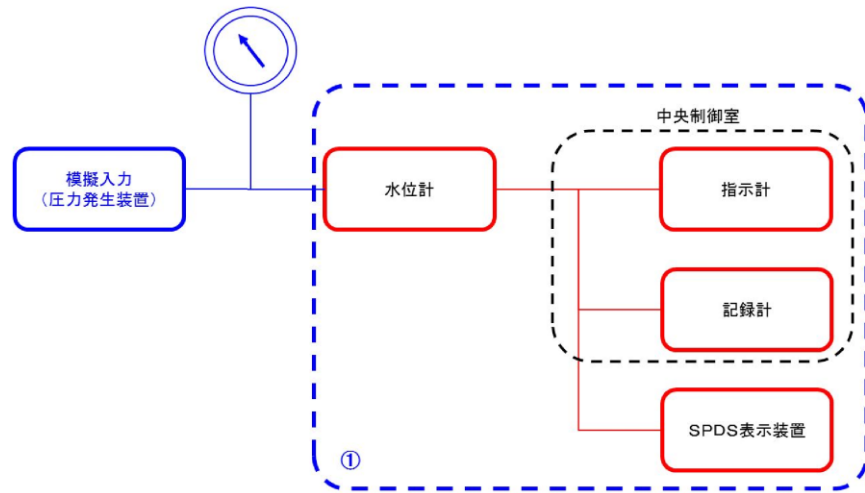 中央制御室
模擬入力
（圧力発生装置）
水位計
指示計
記録計
SPDS表示装置
①